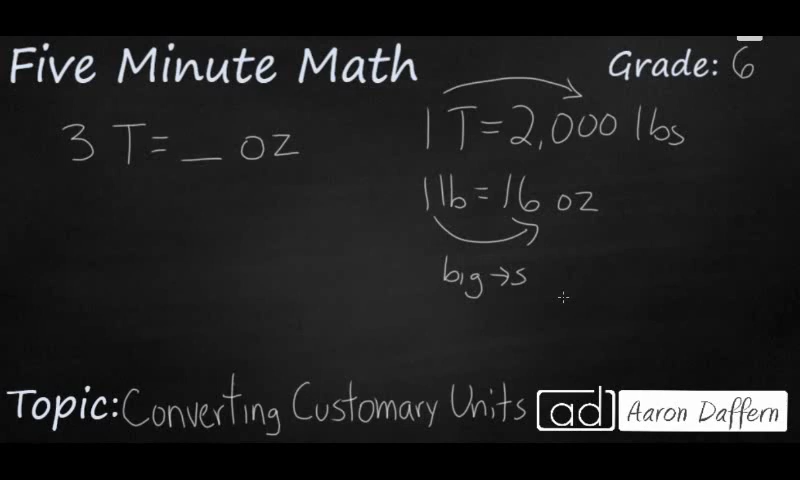 Five Minute Math
Grade: 6
3 T = _ oz
1 T = 2,000 lbs
1 lb = 16 oz
big → s
Topic: Converting Customary Units
ad Aaron Daffern